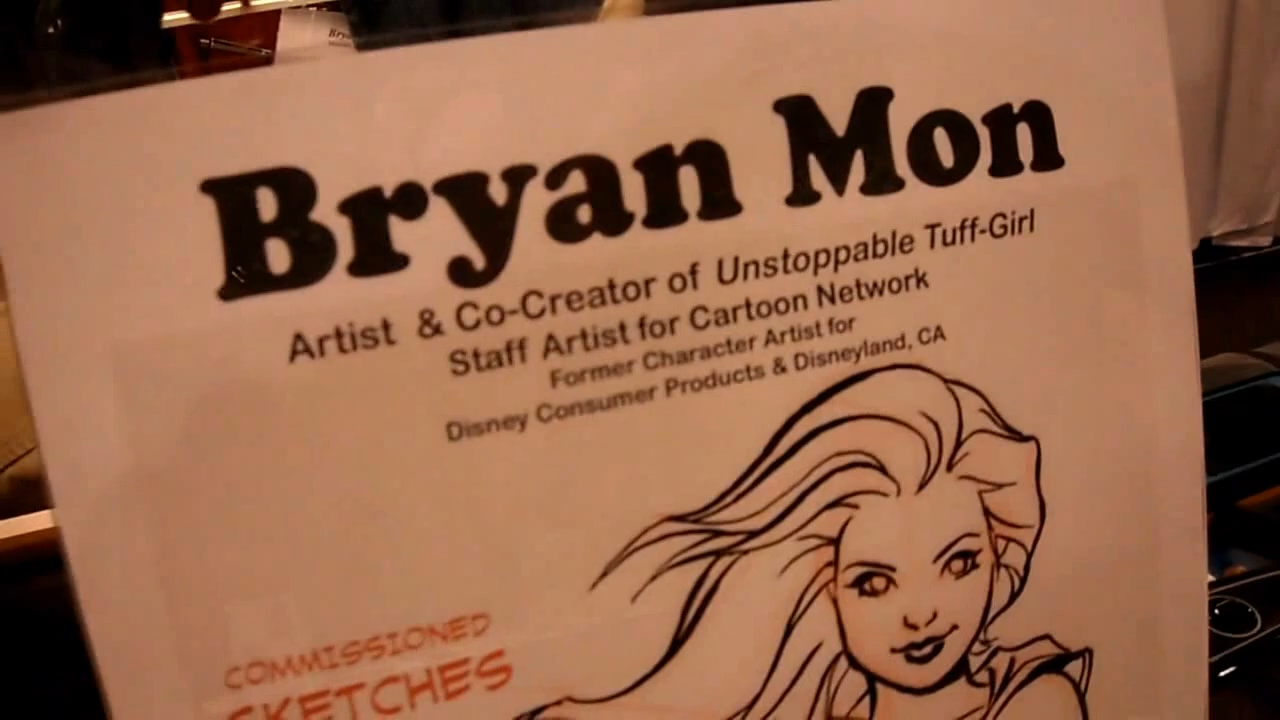 Bryan Mon
Artist & Co-Creator of Unstoppable Tuff-Girl
Staff Artist for Cartoon Network
Former Character Artist for
Disney Consumer Products & Disneyland, CA
COMMISSIONED
SKETCHES